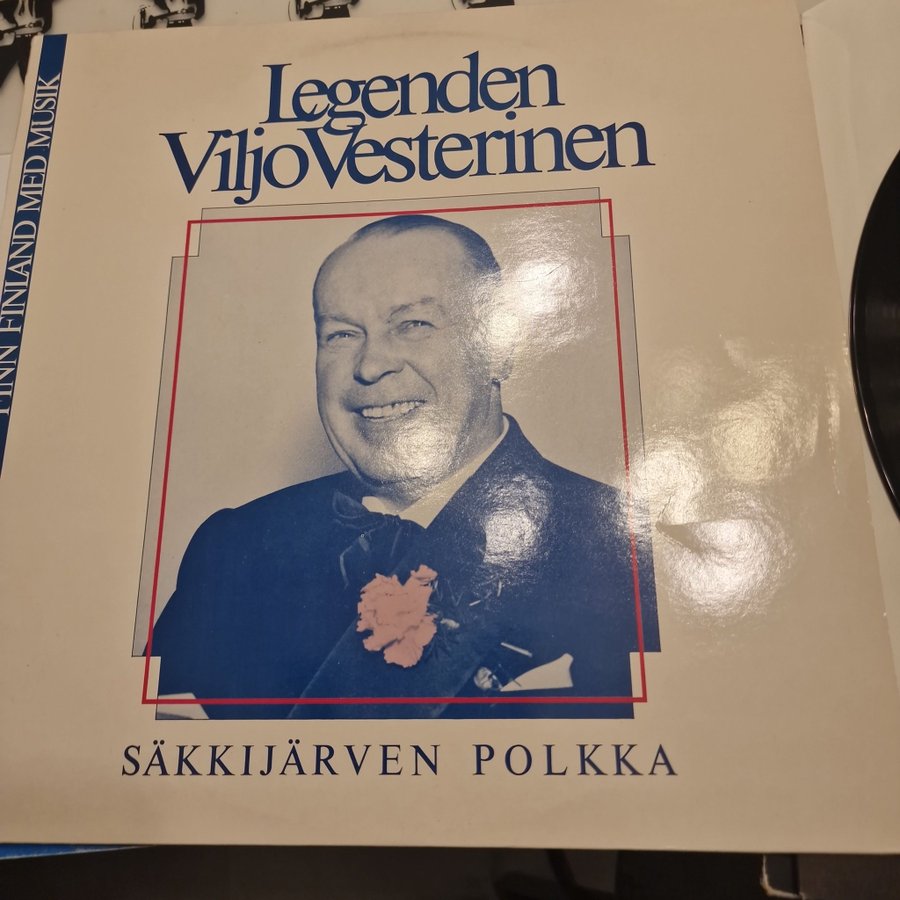 Legenden
Viljo Vesterinen
FINN FINLAND MED MUSIK
SÄKKIJÄRVEN POLKKA